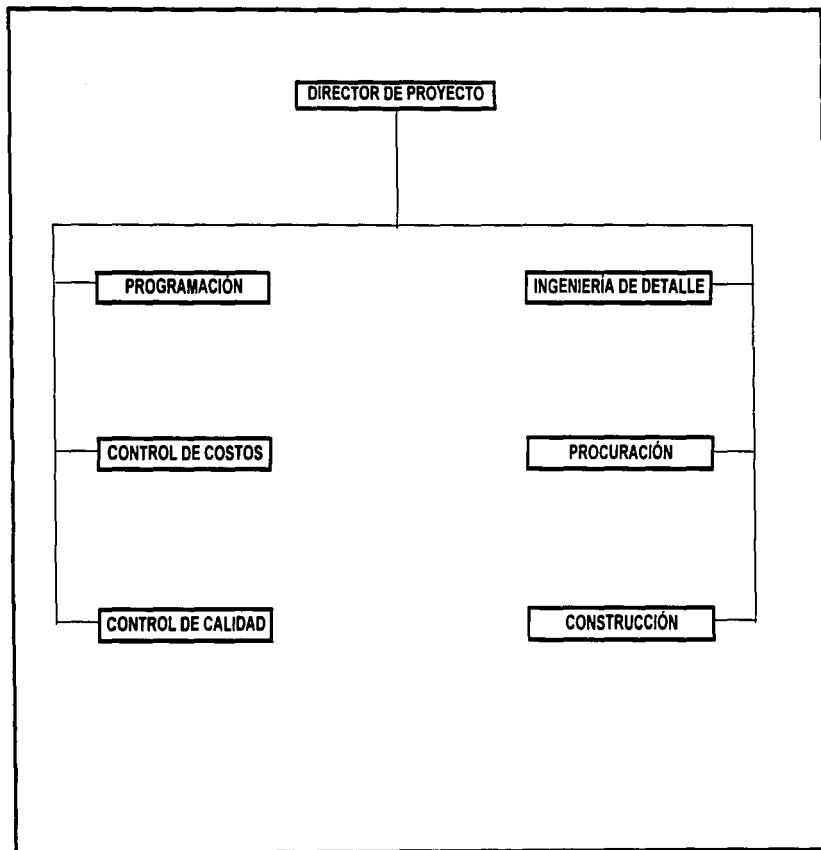 DIRECTOR DE PROYECTO
PROGRAMACIÓN
INGENIERÍA DE DETALLE
CONTROL DE COSTOS
PROCURACIÓN
CONTROL DE CALIDAD
CONSTRUCCIÓN